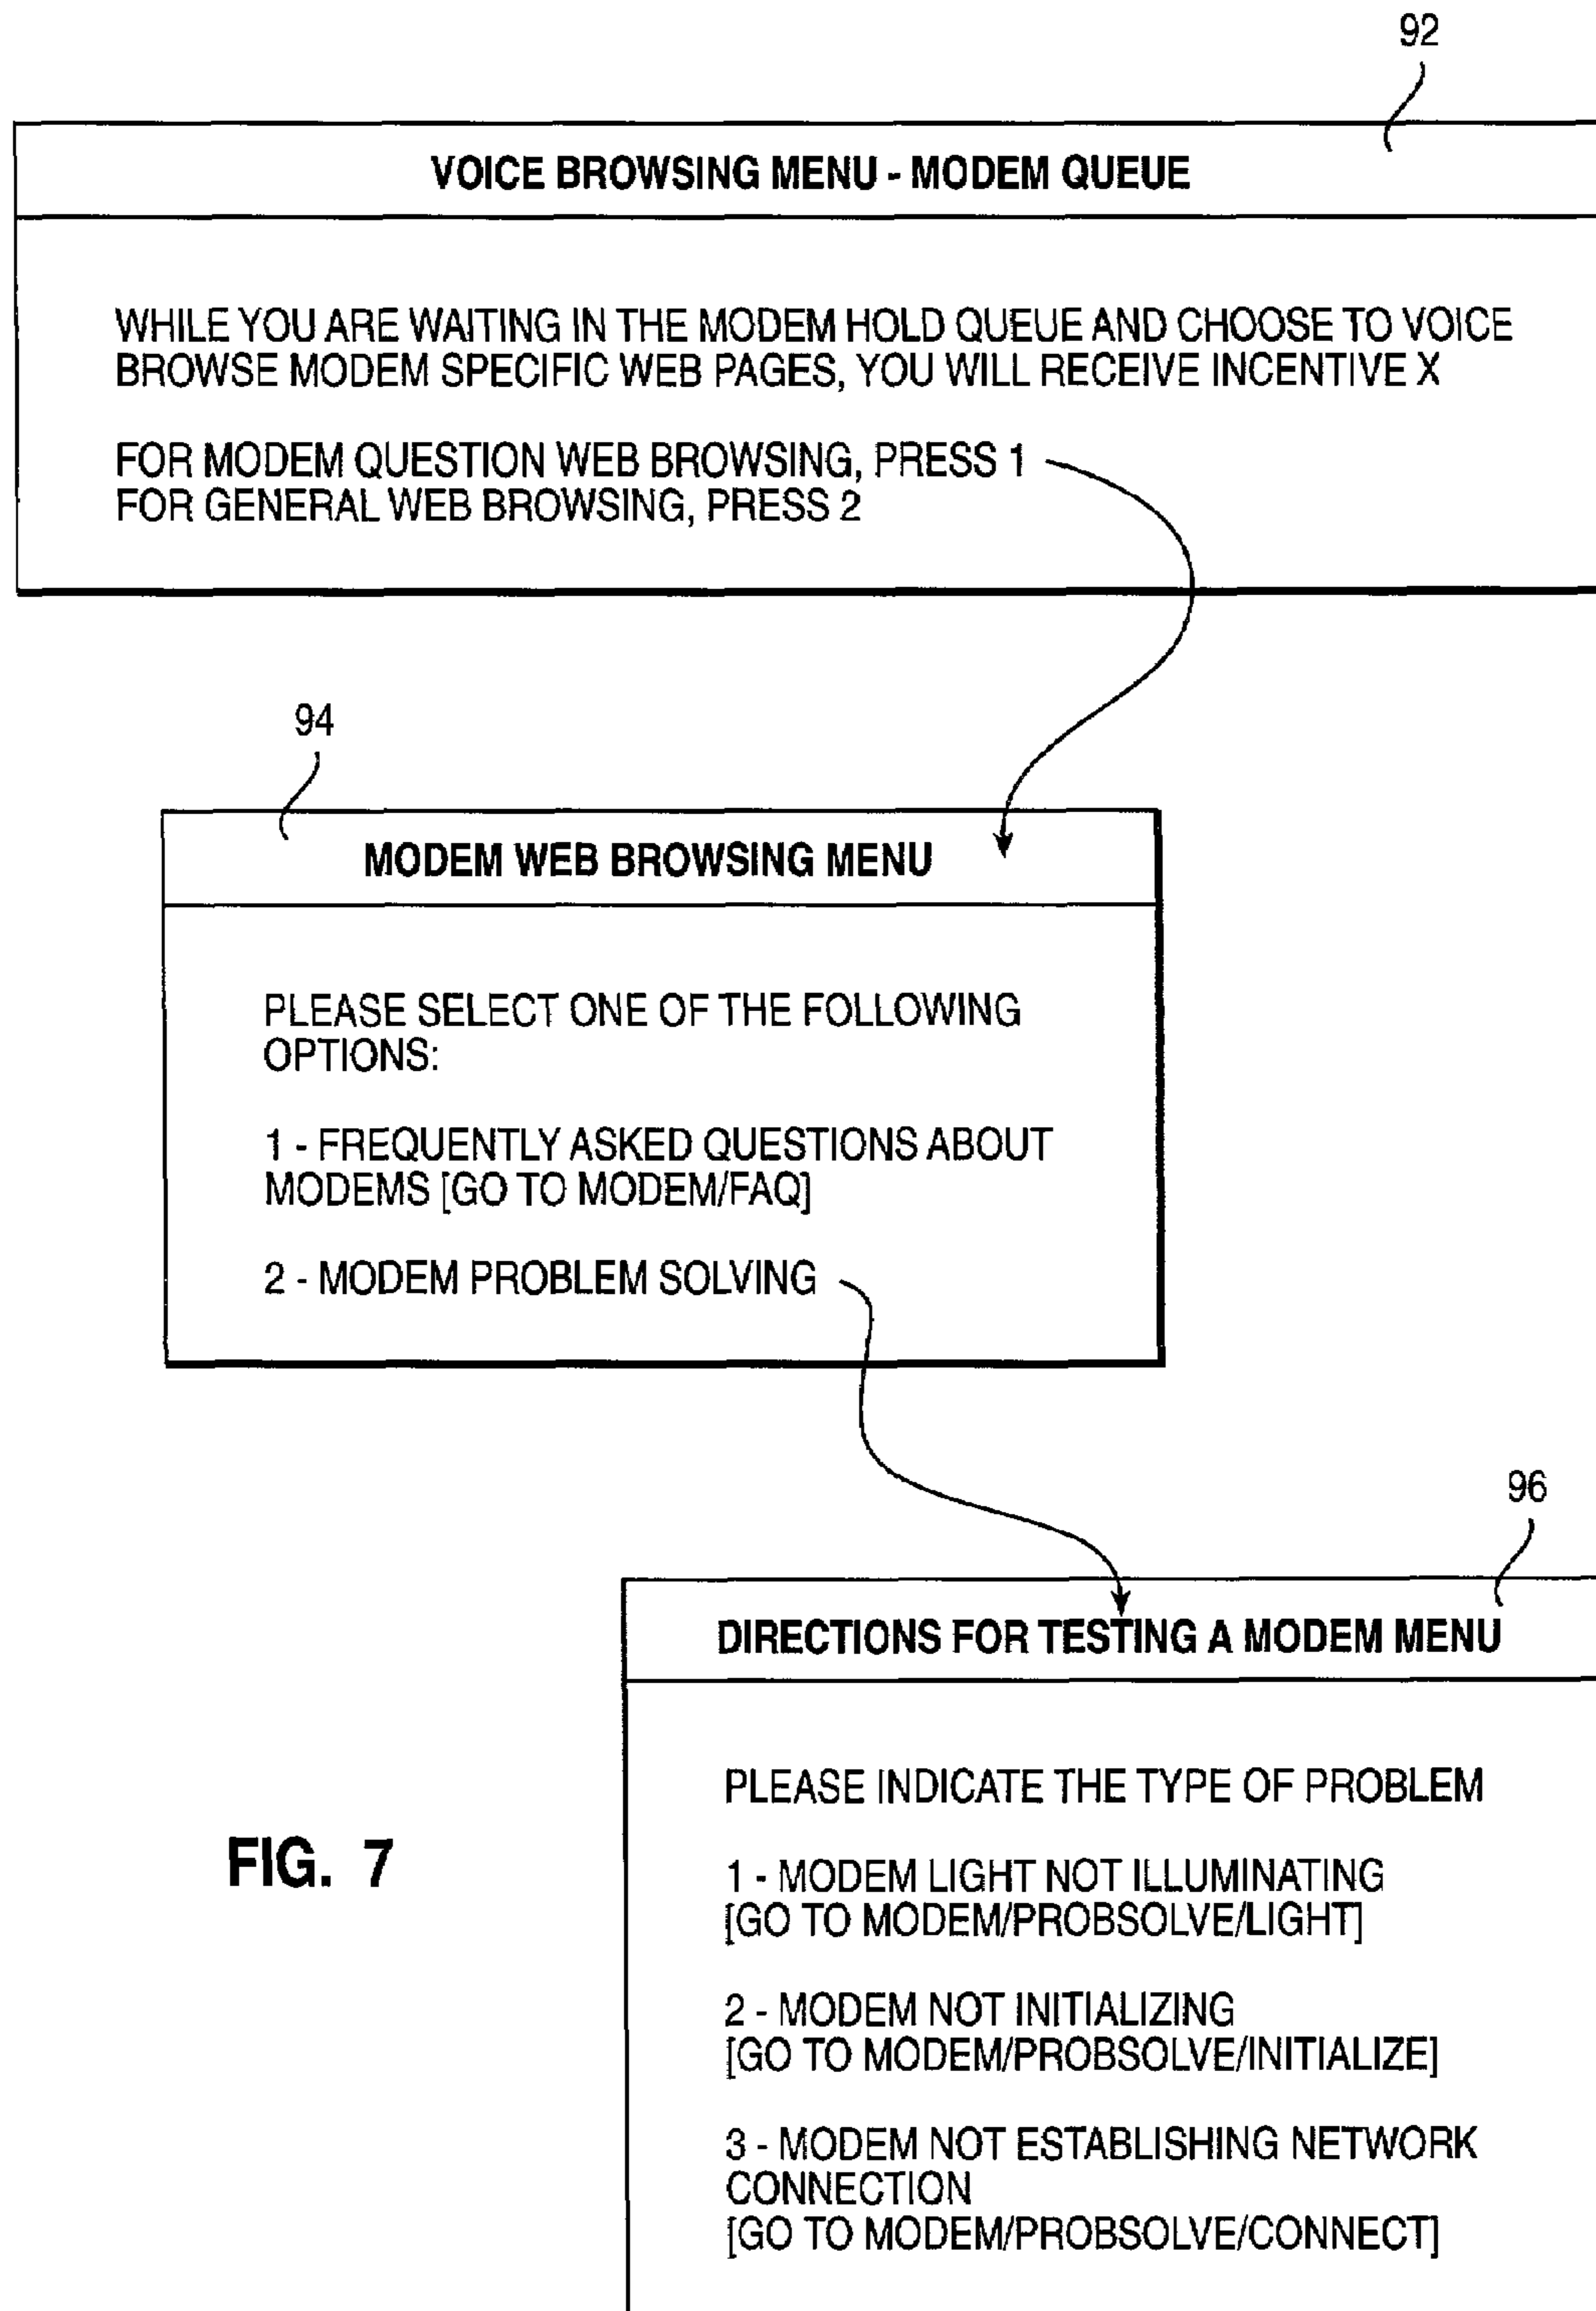 92
VOICE BROWSING MENU - MODEM QUEUE
WHILE YOU ARE WAITING IN THE MODEM HOLD QUEUE AND CHOOSE TO VOICE
BROWSE MODEM SPECIFIC WEB PAGES, YOU WILL RECEIVE INCENTIVE X
FOR MODEM QUESTION WEB BROWSING, PRESS 1
FOR GENERAL WEB BROWSING, PRESS 2
94
MODEM WEB BROWSING MENU
PLEASE SELECT ONE OF THE FOLLOWING
OPTIONS:
1 - FREQUENTLY ASKED QUESTIONS ABOUT
MODEMS [GO TO MODEM/FAQ]
2 - MODEM PROBLEM SOLVING
96
DIRECTIONS FOR TESTING A MODEM MENU
PLEASE INDICATE THE TYPE OF PROBLEM
1 - MODEM LIGHT NOT ILLUMINATING
[GO TO MODEM/PROBSOLVE/LIGHT]
2 - MODEM NOT INITIALIZING
[GO TO MODEM/PROBSOLVE/INITIALIZE]
3 - MODEM NOT ESTABLISHING NETWORK
CONNECTION
[GO TO MODEM/PROBSOLVE/CONNECT]
FIG. 7